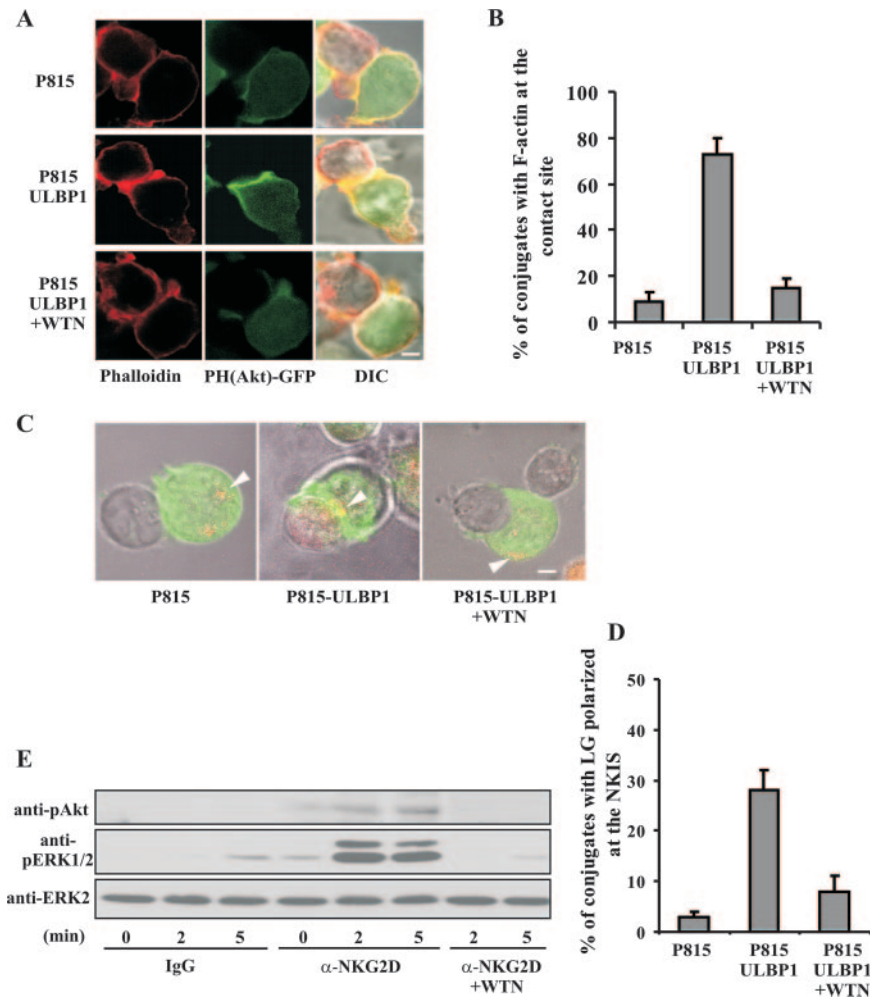 A
P815
P815
ULBP1
P815
ULBP1
+WTN
Phalloidin
PH(Akt)-GFP
DIC
B
% of conjugates with F-actin at the
contact site
100
80
60
40
20
0
P815
P815
ULBP1
P815
ULBP1
+WTN
C
P815
P815-ULBP1
P815-ULBP1
+WTN
D
% of conjugates with LG polarized
at the NKIS
50
40
30
20
10
0
P815
P815
ULBP1
P815
ULBP1
+WTN
E
anti-pAkt
anti-
pERK1/2
anti-ERK2
(min) 0 2 5 0 2 5 2 5
IgG
α-NKG2D
α-NKG2D
+WTN